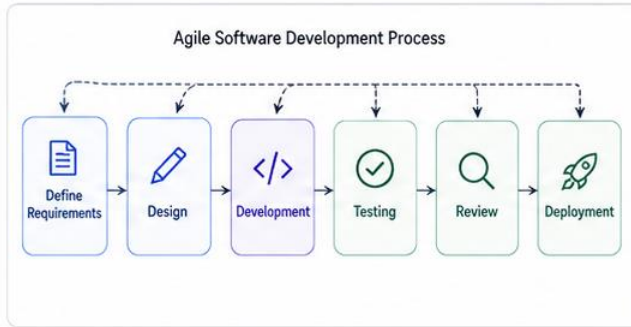 Agile Software Development Process
Define
Requirements
Design
Development
Testing
Review
Deployment